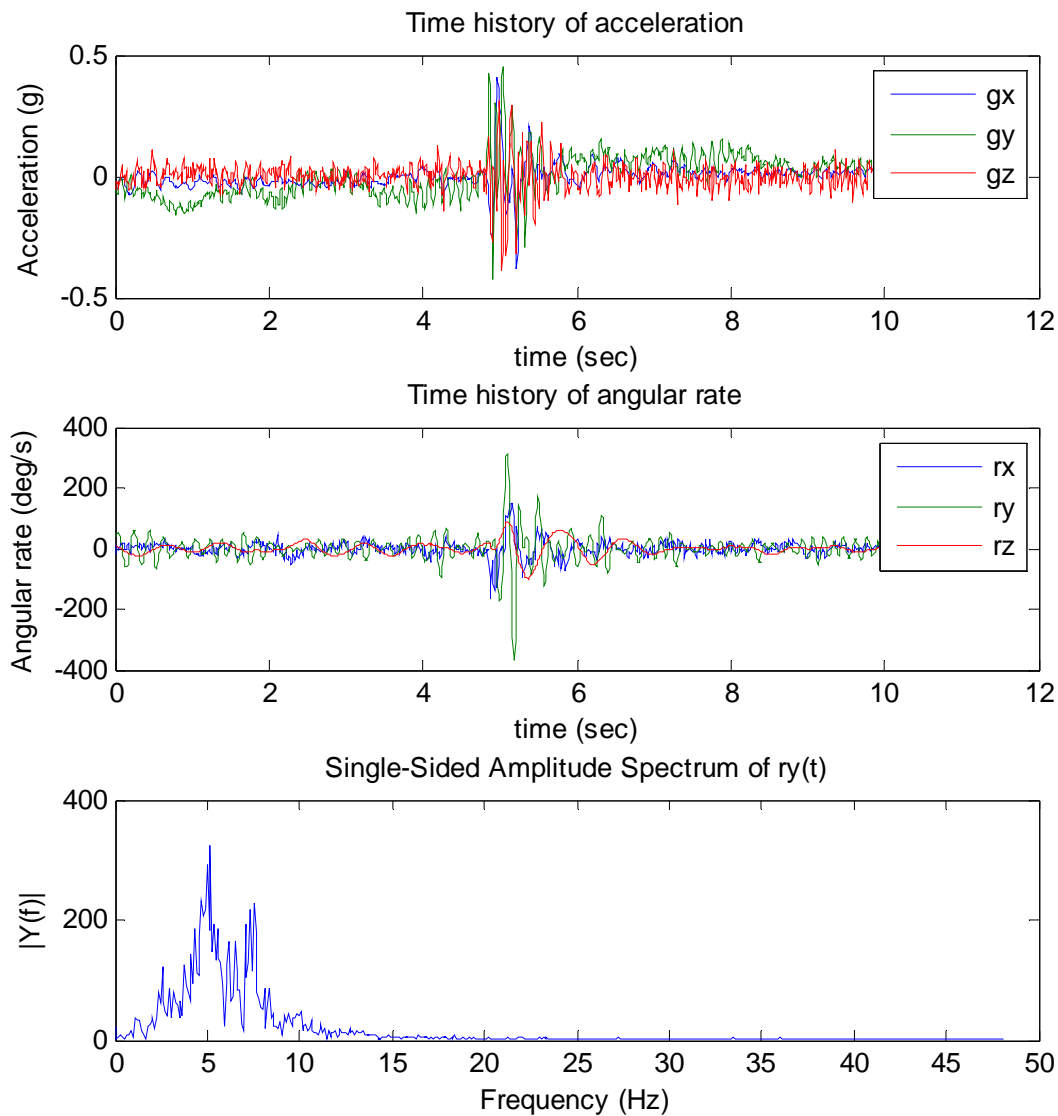 Time history of acceleration
Acceleration (g)
0.5
0
-0.5
gx
gy
gz
0 2 4 6 8 10 12
time (sec)
Time history of angular rate
Angular rate (deg/s)
400
200
0
-200
-400
rx
ry
rz
0 2 4 6 8 10 12
time (sec)
Single-Sided Amplitude Spectrum of ry(t)
|Y(f)|
400
200
0
0 5 10 15 20 25 30 35 40 45 50
Frequency (Hz)